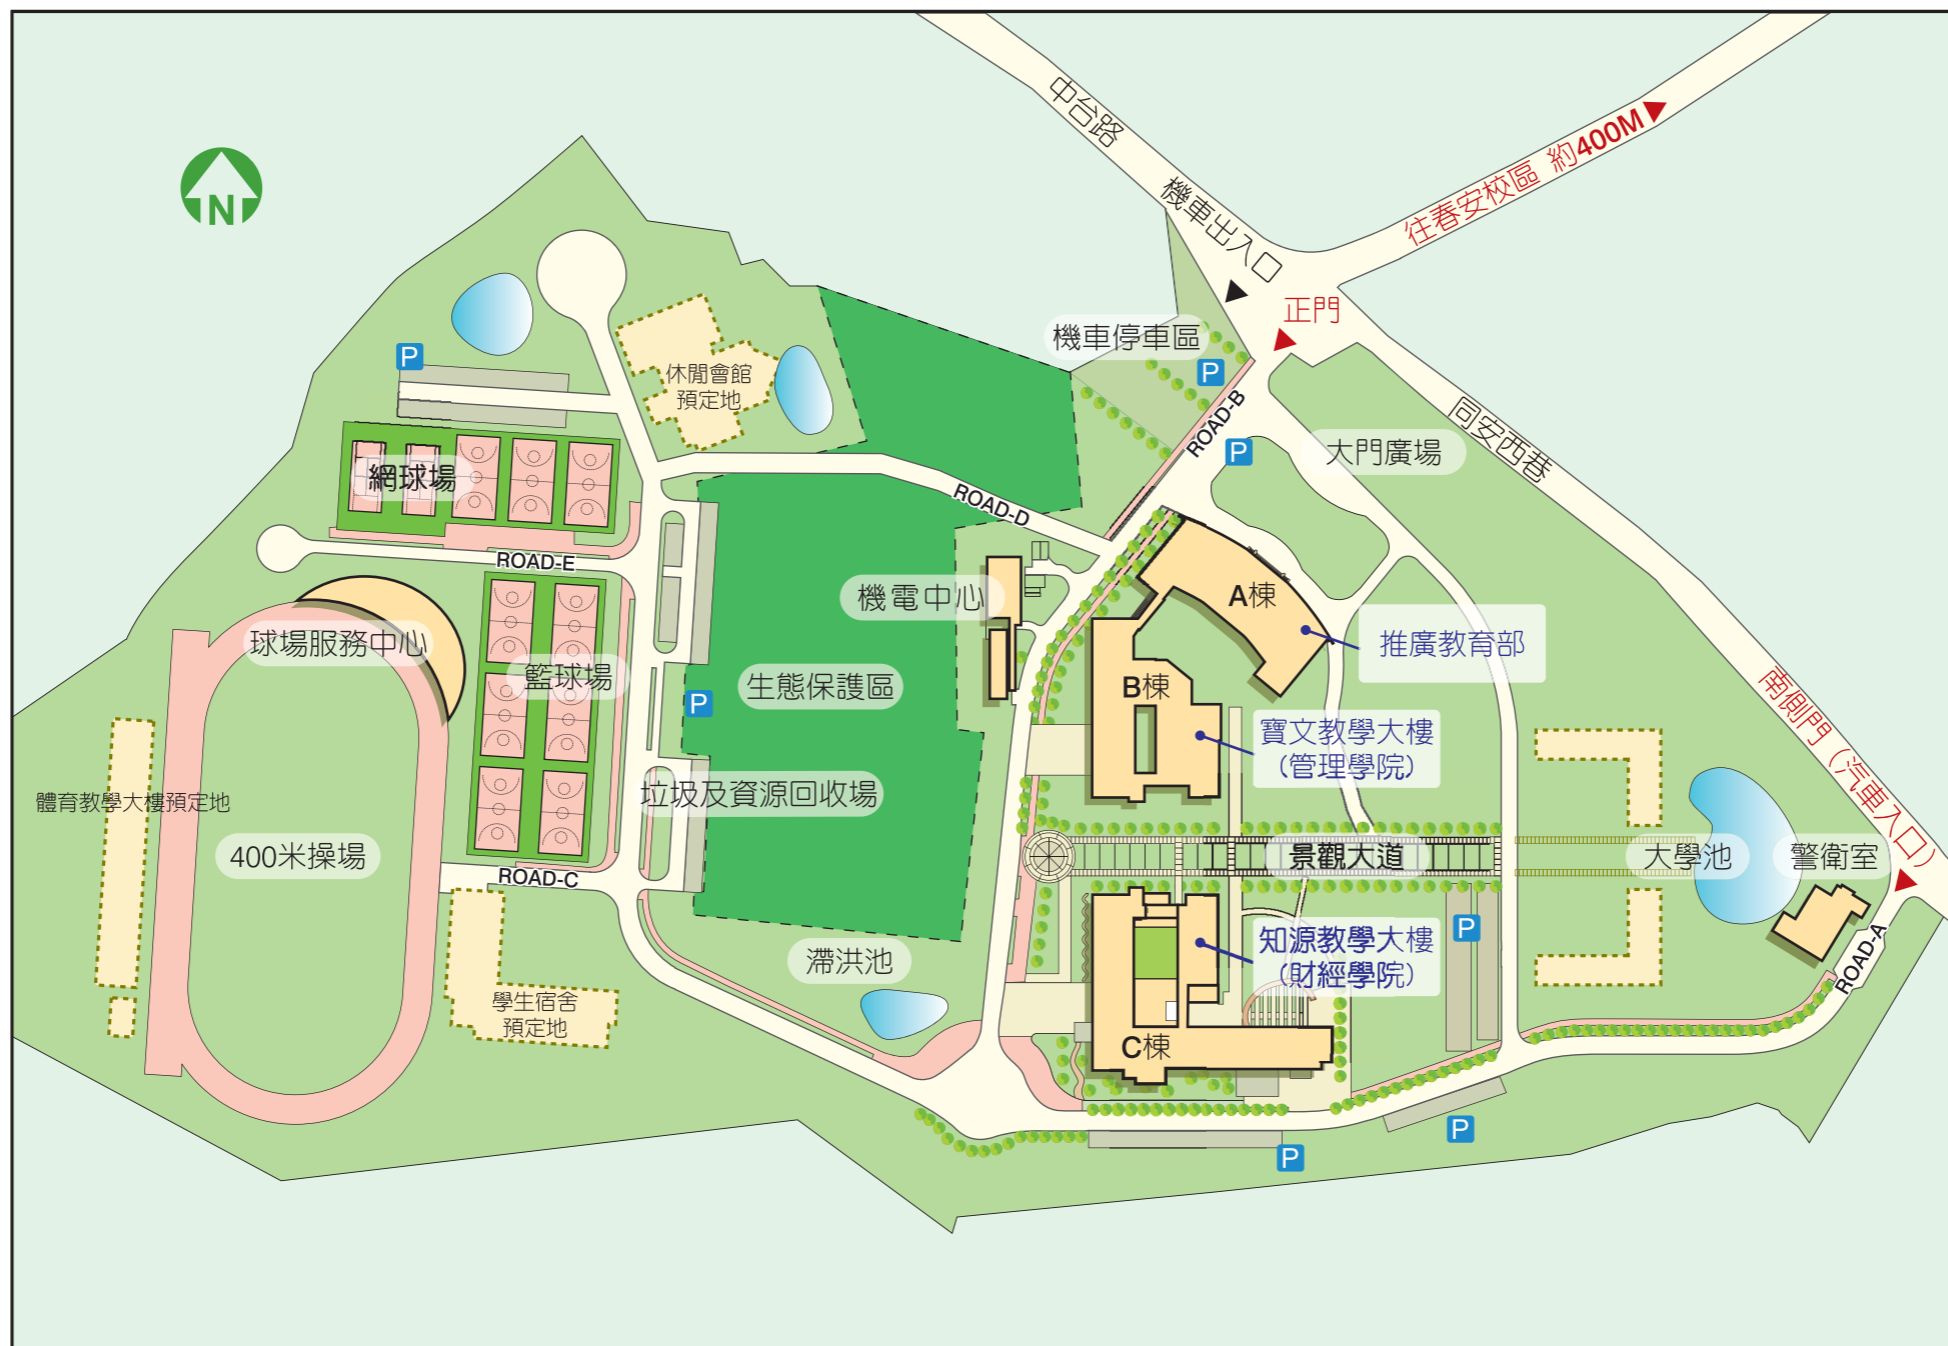 中台路
機車出入口
往春安校區 約400M
N
正門
機車停車區
P
P
休閒會館
預定地
ROAD-B
同安西巷
大門廣場
P
網球場
ROAD-D
ROAD-E
機電中心
A棟
推廣教育部
球場服務中心
籃球場
生態保護區
B棟
P
寶文教學大樓
(管理學院)
南側門(汽車入口)
體育教學大樓預定地
垃圾及資源回收場
400米操場
景觀大道
大學池
警衛室
ROAD-C
P
知源教學大樓
(財經學院)
ROAD-A
滯洪池
學生宿舍
預定地
C棟
P
P